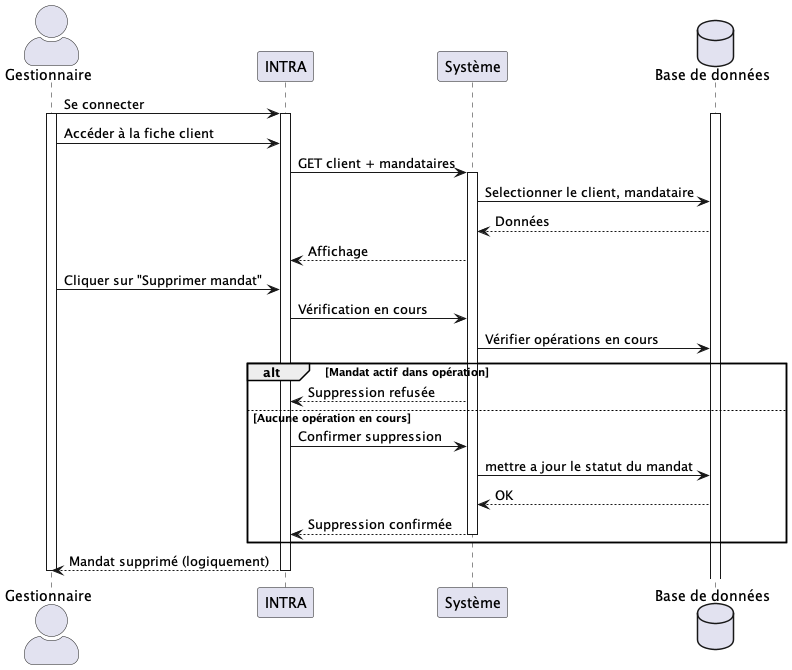 Gestionnaire
INTRA
Système
Base de données
Se connecter
Accéder à la fiche client
GET client + mandataires
Selectionner le client, mandataire
Données
Affichage
Cliquer sur "Supprimer mandat"
Vérification en cours
Vérifier opérations en cours
alt
[Mandat actif dans opération]
Suppression refusée
[Aucune opération en cours]
Confirmer suppression
mettre a jour le statut du mandat
OK
Suppression confirmée
Mandat supprimé (logiquement)
Gestionnaire
INTRA
Système
Base de données